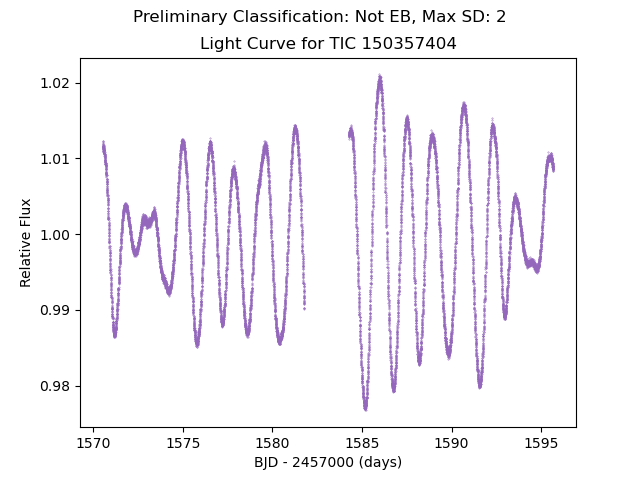 Preliminary Classification: Not EB, Max SD: 2
Light Curve for TIC 150357404
1.02
1.01
1.00
0.99
0.98
Relative Flux
1570 1575 1580 1585 1590 1595
BJD - 2457000 (days)